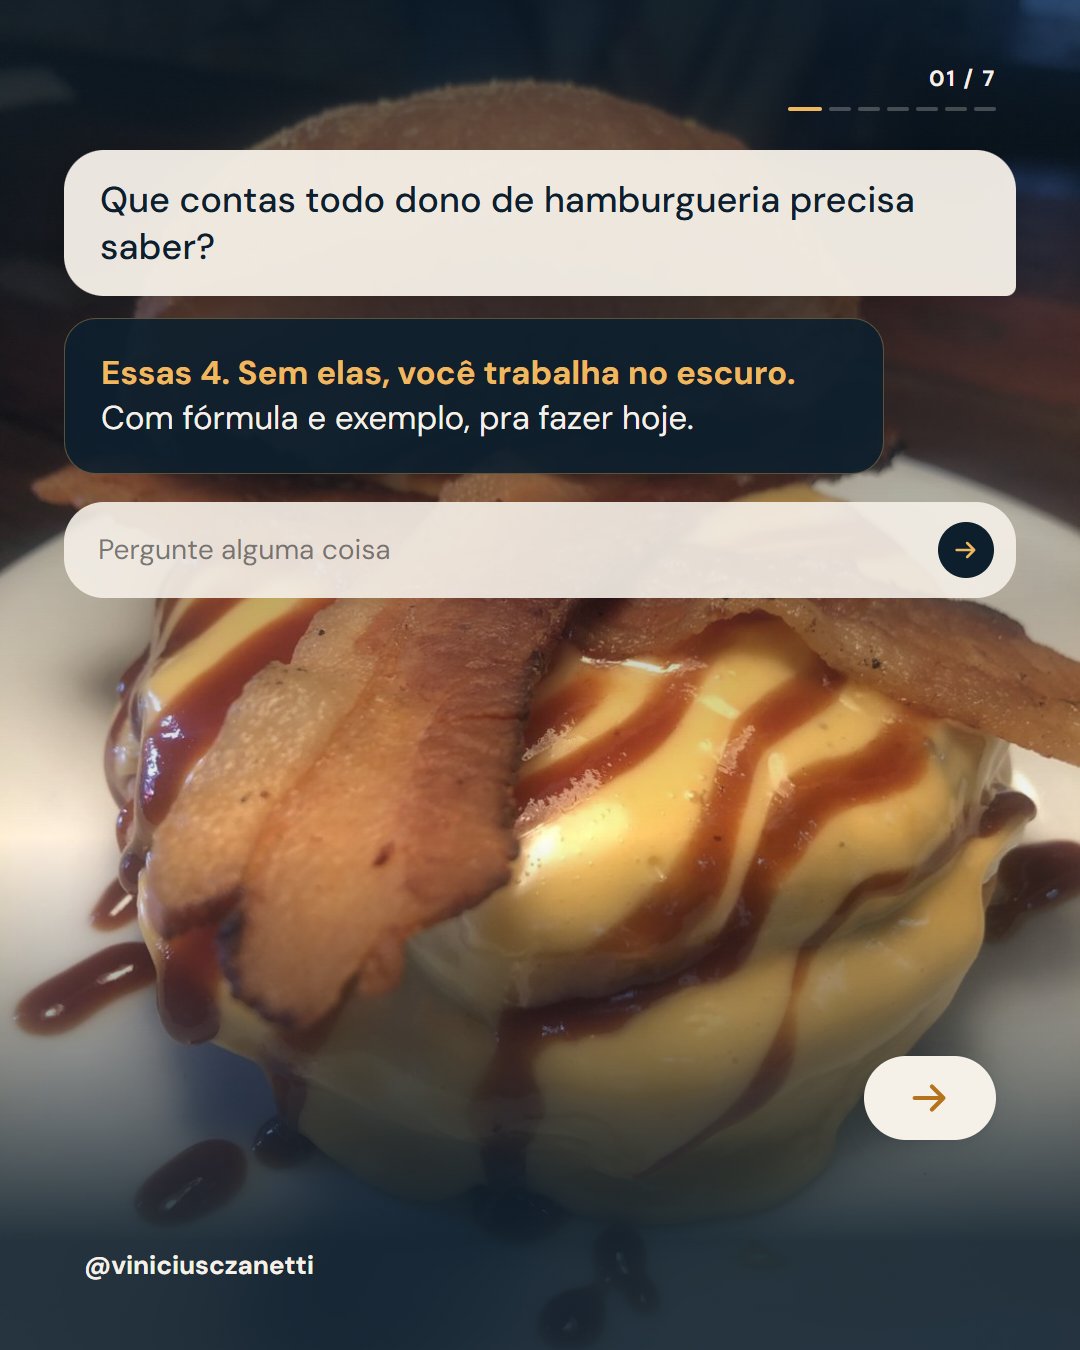 01 / 7
Que contas todo dono de hamburgueria precisa
saber?
Essas 4. Sem elas, você trabalha no escuro.
Com fórmula e exemplo, pra fazer hoje.
Pergunte alguma coisa
@viniciusczanetti